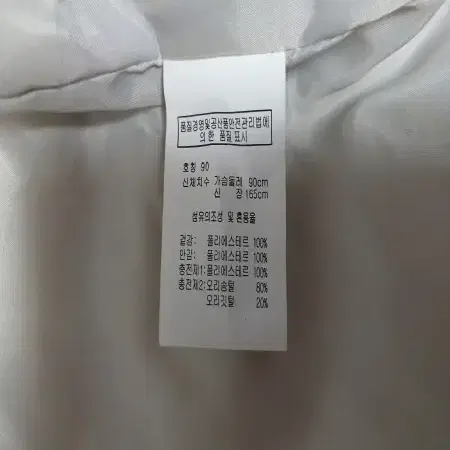 품질경영및공산품안전관리법에
의한 품질표시
호칭 90
신체치수 가슴둘레 90cm
신 장 165cm
섬유의조성 및 혼용율
겉감: 폴리에스테르 100%
안감: 폴리에스테르 100%
충전제1:폴리에스테르 100%
충전제2:오리솜털 80%
오리깃털 20%